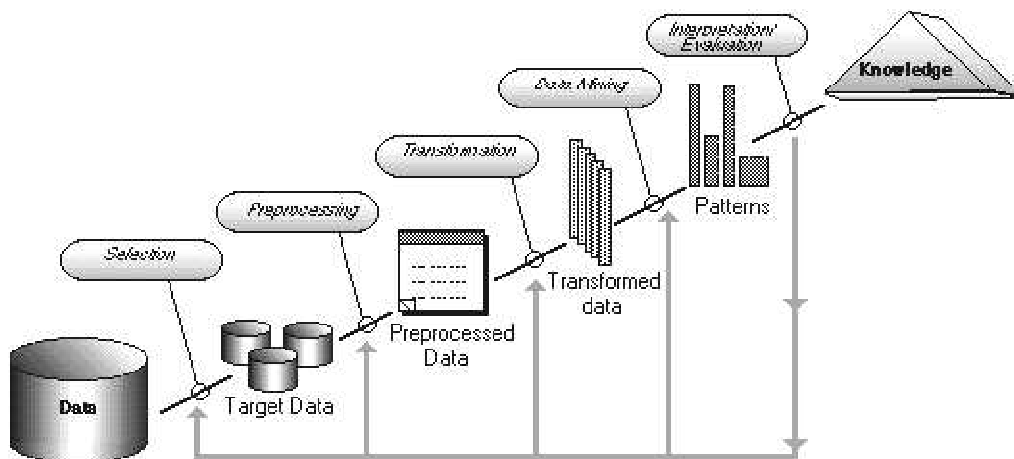 Interpretation/
Evaluation
Knowledge
Data Mining
Transformation
Patterns
Preprocessing
Transformed
data
Selection
Preprocessed
Data
Target Data
Data